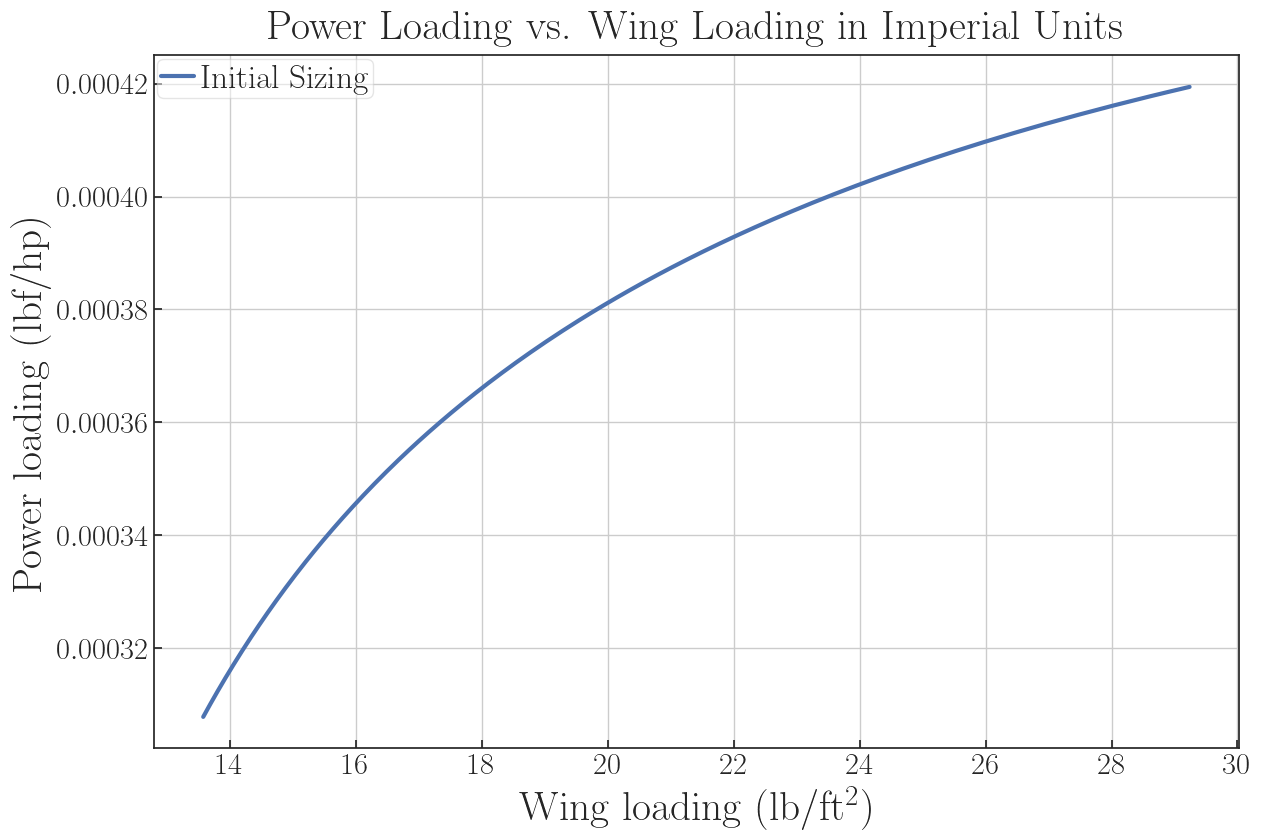 Power Loading vs. Wing Loading in Imperial Units
Initial Sizing
Power loading (lbf/hp)
0.00042
0.00040
0.00038
0.00036
0.00034
0.00032
14 16 18 20 22 24 26 28 30
Wing loading (lb/ft²)